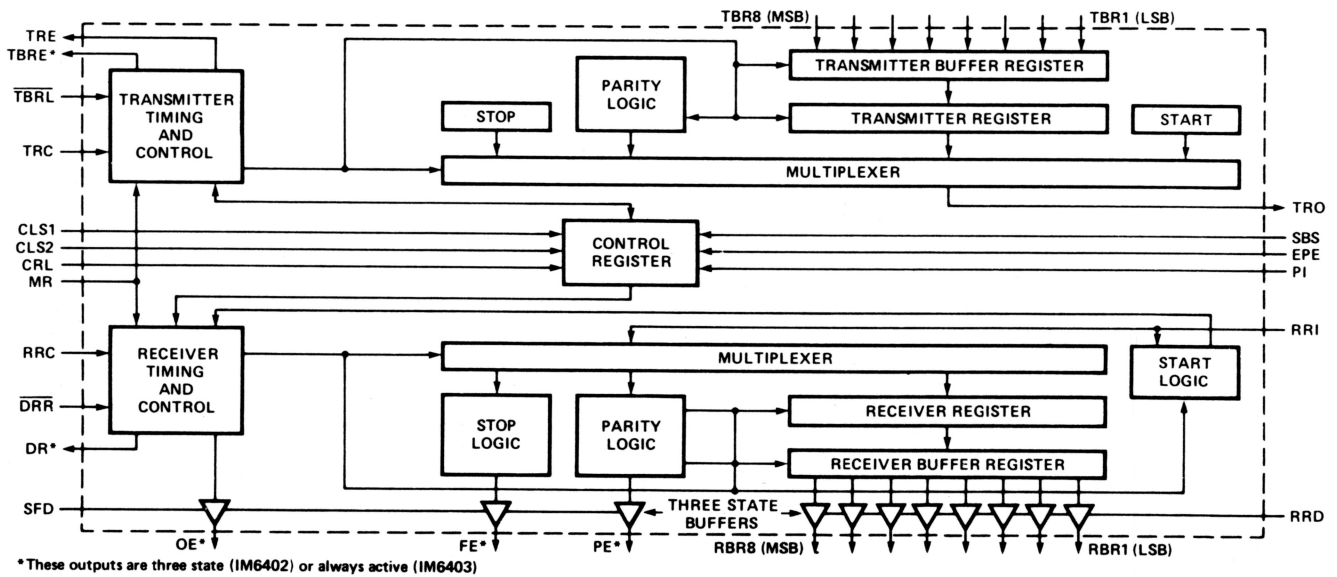 TBR8 (MSB)
TBR1 (LSB)
TRE
TBRE*
TBRL
TRC
TRANSMITTER
TIMING
AND
CONTROL
STOP
PARITY
LOGIC
TRANSMITTER BUFFER REGISTER
TRANSMITTER REGISTER
START
MULTIPLEXER
TRO
CLS1
CLS2
CRL
MR
CONTROL
REGISTER
SBS
EPE
PI
RRI
RRC
DRR
DR*
RECEIVER
TIMING
AND
CONTROL
MULTIPLEXER
START
LOGIC
STOP
LOGIC
PARITY
LOGIC
RECEIVER REGISTER
RECEIVER BUFFER REGISTER
SFD
THREE STATE
BUFFERS
RRD
OE*
FE*
PE*
RBR8 (MSB)
RBR1 (LSB)
*These outputs are three state (IM6402) or always active (IM6403)